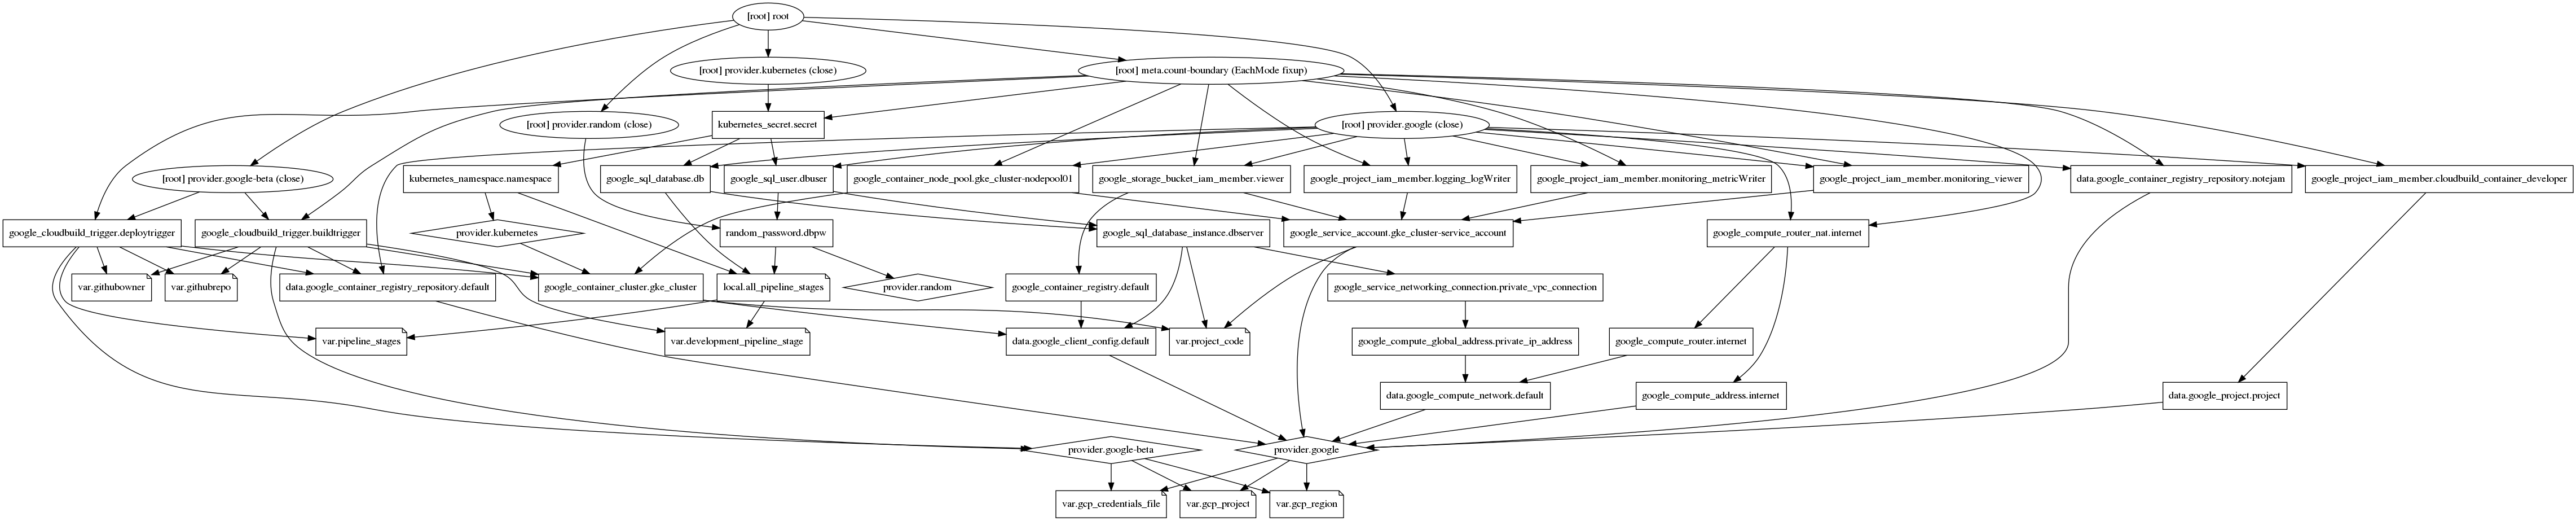 [root] root
[root] provider.kubernetes (close)
[root] meta.count-boundary (EachMode fixup)
[root] provider.random (close)
kubernetes_secret.secret
[root] provider.google (close)
[root] provider.google-beta (close)
kubernetes_namespace.namespace
google_sql_database.db
google_sql_user.dbuser
google_container_node_pool.gke_cluster-nodepool01
google_storage_bucket_iam_member.viewer
google_project_iam_member.logging_logWriter
google_project_iam_member.monitoring_metricWriter
google_project_iam_member.monitoring_viewer
data.google_container_registry_repository.notejam
google_project_iam_member.cloudbuild_container_developer
google_cloudbuild_trigger.deploytrigger
google_cloudbuild_trigger.buildtrigger
provider.kubernetes
random_password.dbpw
google_sql_database_instance.dbserver
google_service_account.gke_cluster-service_account
google_compute_router_nat.internet
var.githubowner
var.githubrepo
data.google_container_registry_repository.default
google_container_cluster.gke_cluster
local.all_pipeline_stages
provider.random
google_container_registry.default
google_service_networking_connection.private_vpc_connection
var.pipeline_stages
var.development_pipeline_stage
data.google_client_config.default
var.project_code
google_compute_global_address.private_ip_address
google_compute_router.internet
data.google_compute_network.default
google_compute_address.internet
data.google_project.project
provider.google-beta
provider.google
var.gcp_credentials_file
var.gcp_project
var.gcp_region